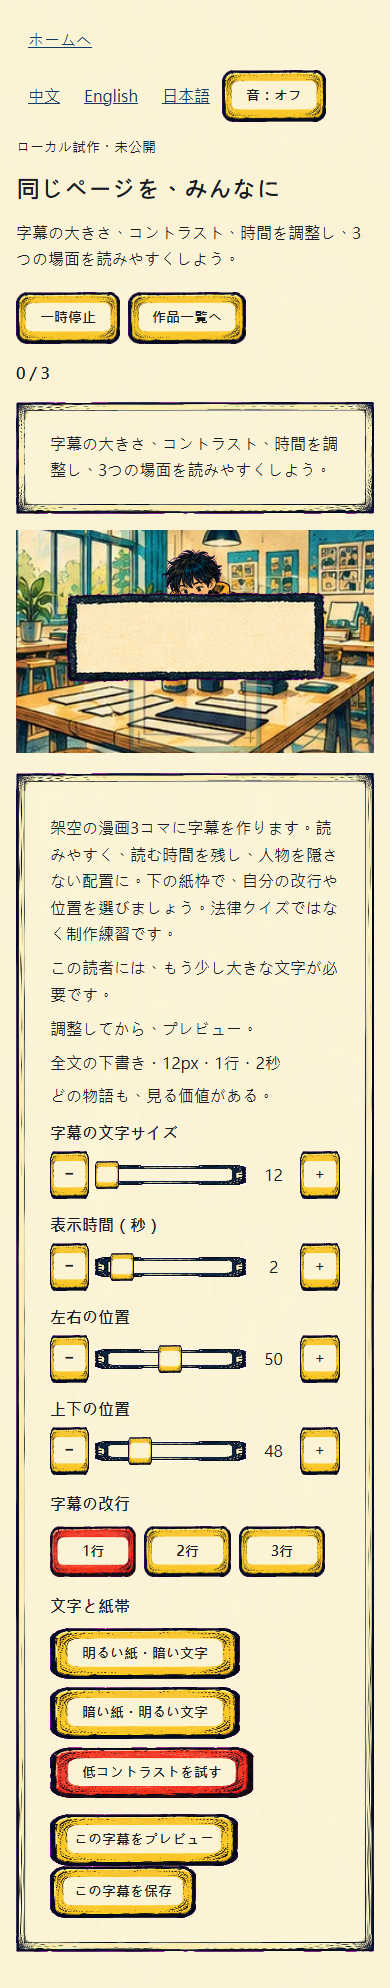 ホームへ
中文 English 日本語 音：オフ
ローカル試作・未公開
同じページを、みんなに
字幕の大きさ、コントラスト、時間を調整し、3
つの場面を読みやすくしよう。
一時停止 作品一覧へ
0 / 3
字幕の大きさ、コントラスト、時間を調
整し、3つの場面を読みやすくしよう。
架空の漫画3コマに字幕を作ります。読
みやすく、読む時間を残し、人物を隠さ
ない配置に。下の紙枠で、自分の改行や
位置を選びましょう。法律クイズではな
く制作練習です。
この読者には、もう少し大きな文字が必
要です。
調整してから、プレビュー。
全文の下書き・12px・1行・2秒
どの物語も、見る価値がある。
字幕の文字サイズ
− 12 +
表示時間（秒）
− 2 +
左右の位置
− 50 +
上下の位置
− 48 +
字幕の改行
1行 2行 3行
文字と紙帯
明るい紙・暗い文字
暗い紙・明るい文字
低コントラストを試す
この字幕をプレビュー
この字幕を保存